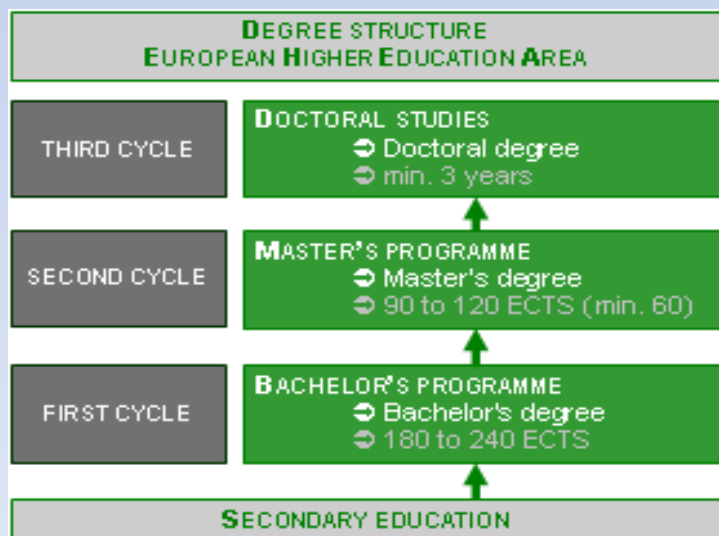 DEGREE STRUCTURE
EUROPEAN HIGHER EDUCATION AREA
THIRD CYCLE
DOCTORAL STUDIES
➲ Doctoral degree
➲ min. 3 years
SECOND CYCLE
MASTER'S PROGRAMME
➲ Master's degree
➲ 90 to 120 ECTS (min. 60)
FIRST CYCLE
BACHELOR'S PROGRAMME
➲ Bachelor's degree
➲ 180 to 240 ECTS
SECONDARY EDUCATION